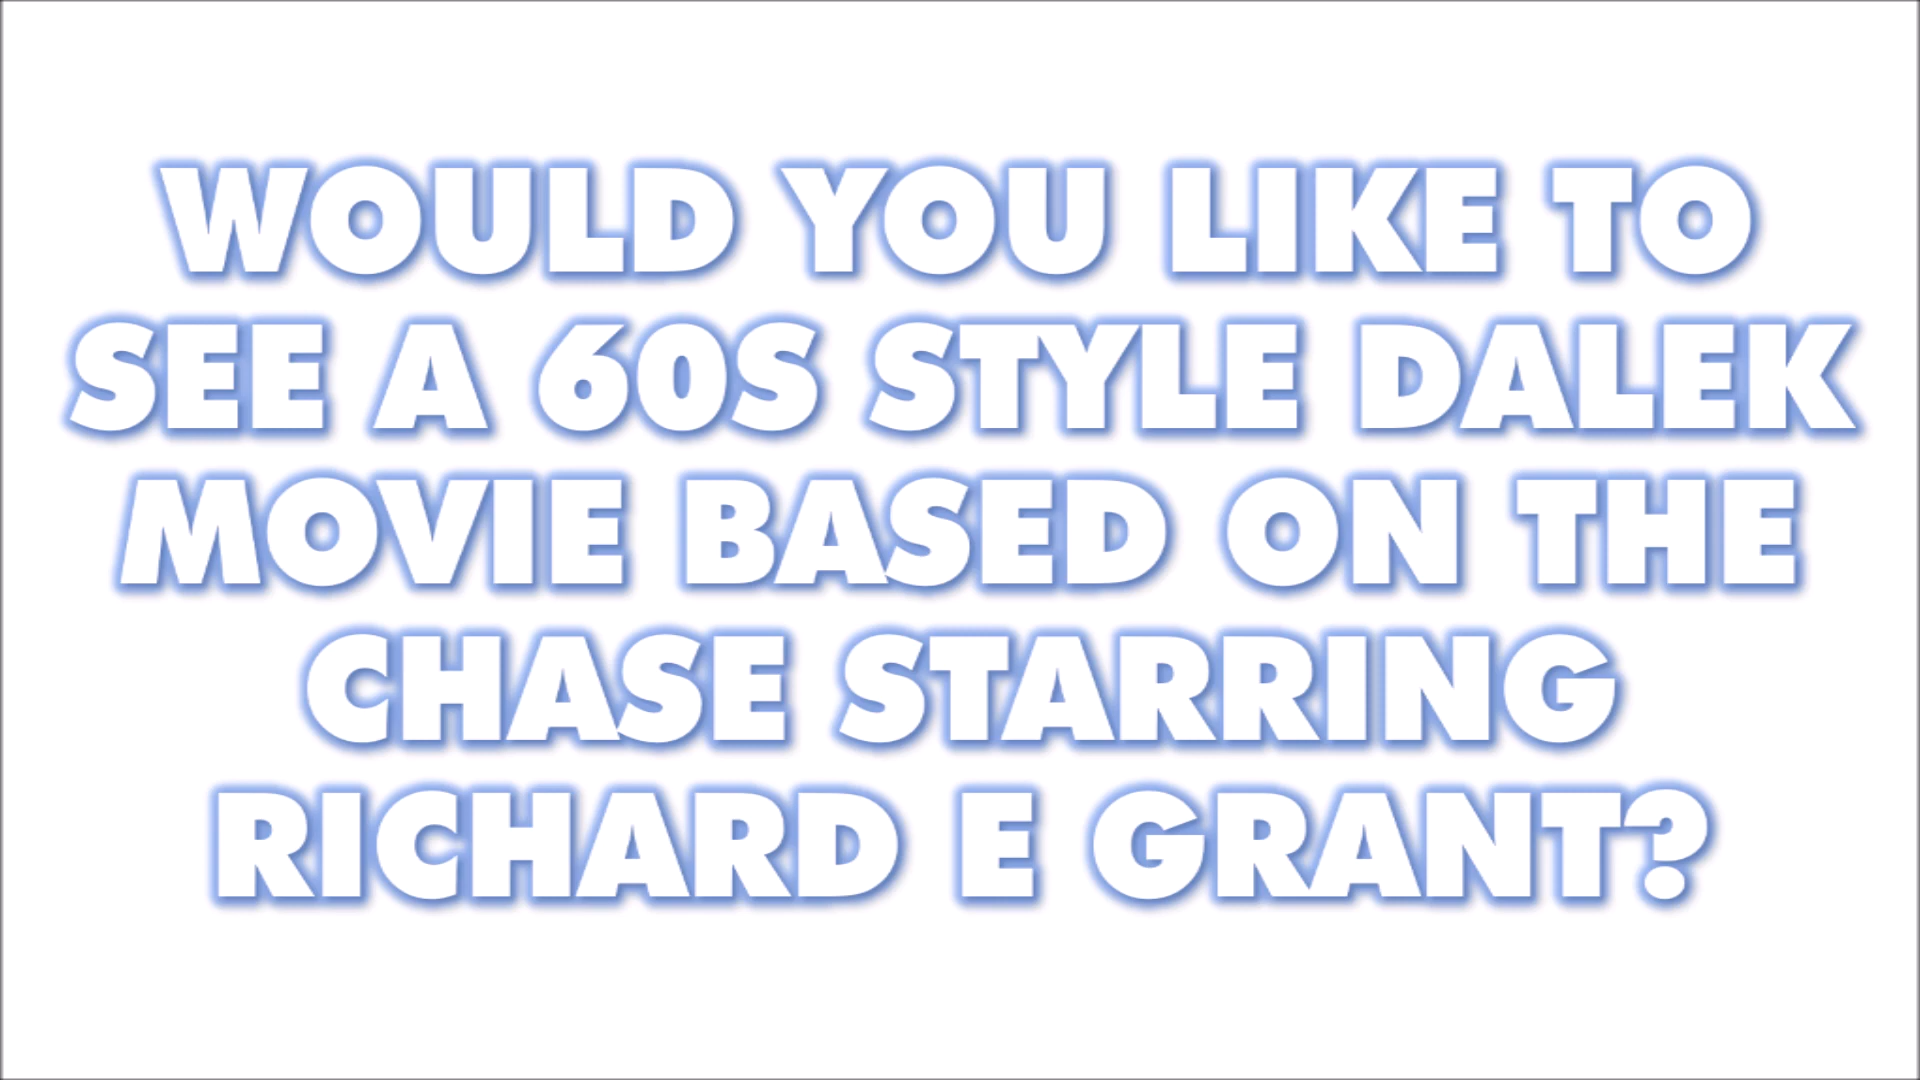 WOULD YOU LIKE TO
SEE A 60S STYLE DALEK
MOVIE BASED ON THE
CHASE STARRING
RICHARD E GRANT?